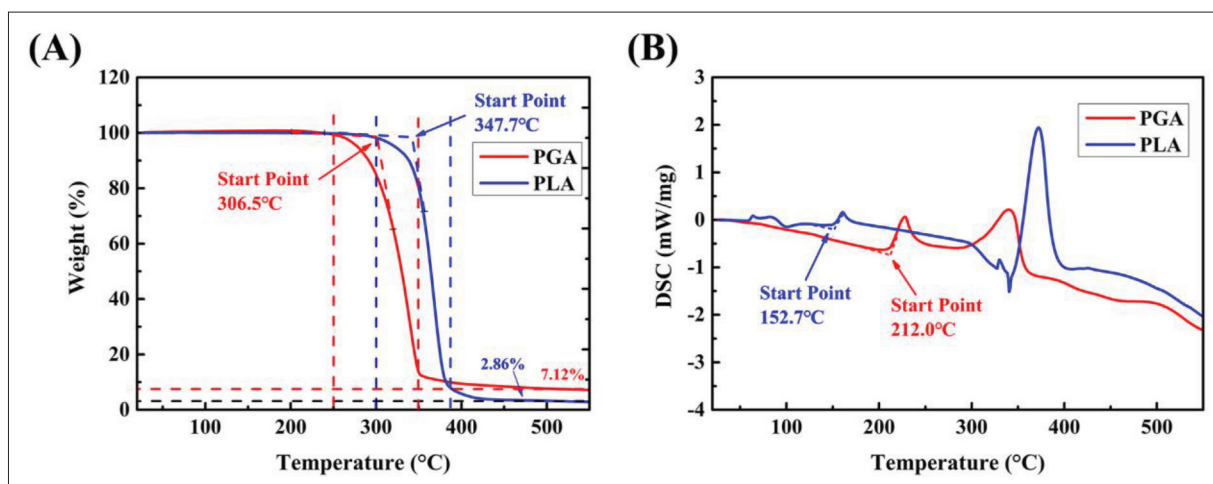 (A)
120
100
80
60
40
20
0
Weight (%)
100
200
300
400
500
Temperature (°C)
Start Point
347.7°C
Start Point
306.5°C
PGA
PLA
2.86%
7.12%
(B)
3
2
1
0
-1
-2
-3
-4
DSC (mW/mg)
100
200
300
400
500
Temperature (°C)
PGA
PLA
Start Point
152.7°C
Start Point
212.0°C